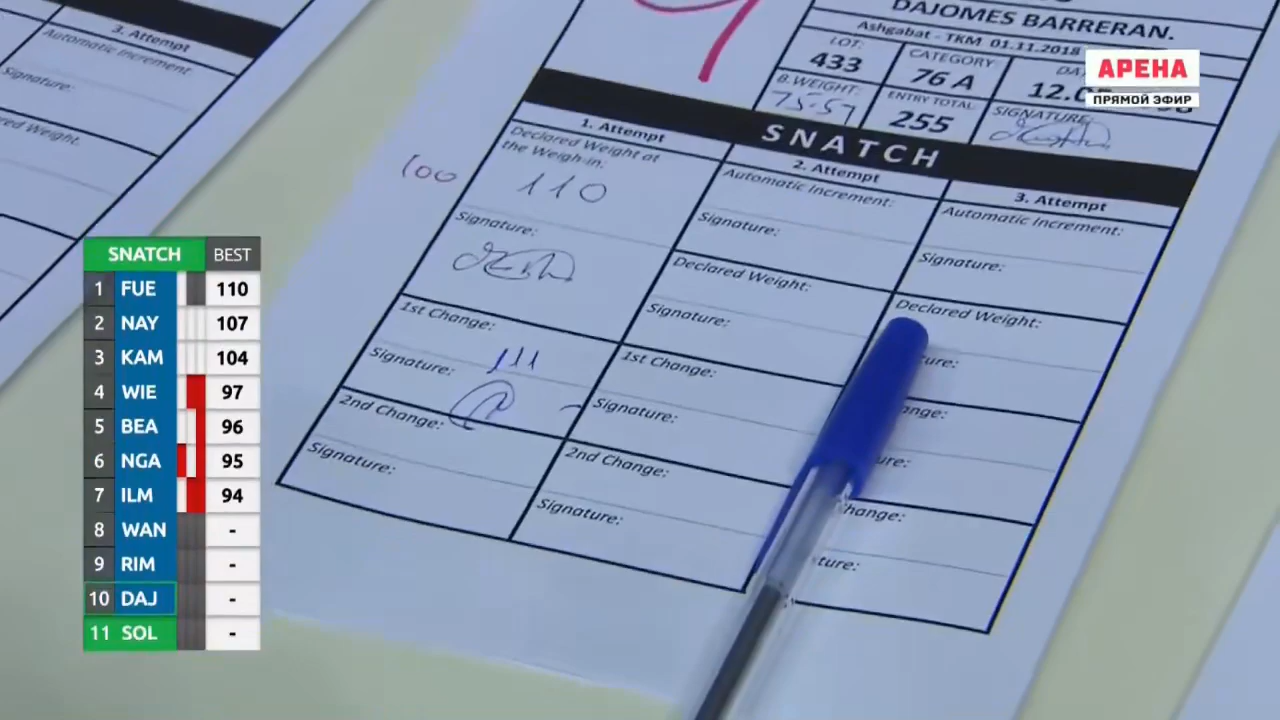 3. Attempt
Automatic Increment:
Signature:
Weight.
DAJOMES BARRERAN.
Ashgabat - TKM 01.11.2018
LOT:
433
CATEGORY:
76 A
B.WEIGHT:
75.57
ENTRY TOTAL
255
SIGNATURE:
АРЕНА
ПРЯМОЙ ЭФИР
SNATCH
1. Attempt
2. Attempt
3. Attempt
Declared Weight at
the Weigh-in:
100
110
Automatic Increment:
Automatic Increment:
Signature:
Signature:
Signature:
Declared Weight:
Declared Weight:
Signature:
1st Change:
111
Signature:
1st Change:
Signature:
2nd Change:
2nd Change:
Signature:
Signature:
SNATCH BEST
1 FUE 110
2 NAY 107
3 KAM 104
4 WIE 97
5 BEA 96
6 NGA 95
7 ILM 94
8 WAN -
9 RIM -
10 DAJ -
11 SOL -